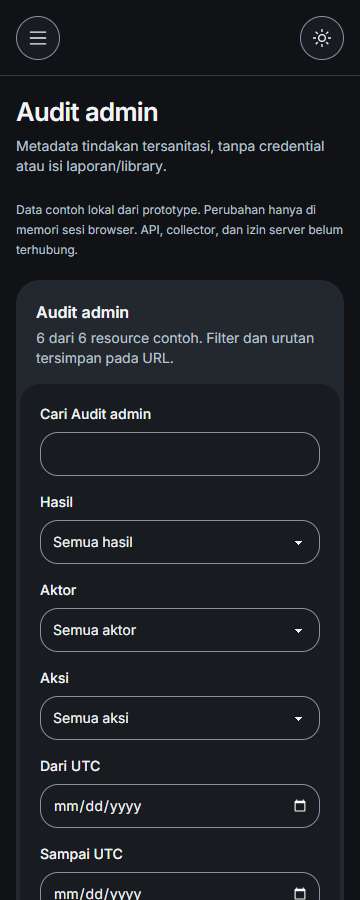 Audit admin
Metadata tindakan tersanitasi, tanpa credential
atau isi laporan/library.
Data contoh lokal dari prototype. Perubahan hanya di
memori sesi browser. API, collector, dan izin server belum
terhubung.
Audit admin
6 dari 6 resource contoh. Filter dan urutan
tersimpan pada URL.
Cari Audit admin
Hasil
Semua hasil
Aktor
Semua aktor
Aksi
Semua aksi
Dari UTC
mm/dd/yyyy
Sampai UTC
mm/dd/yyyy